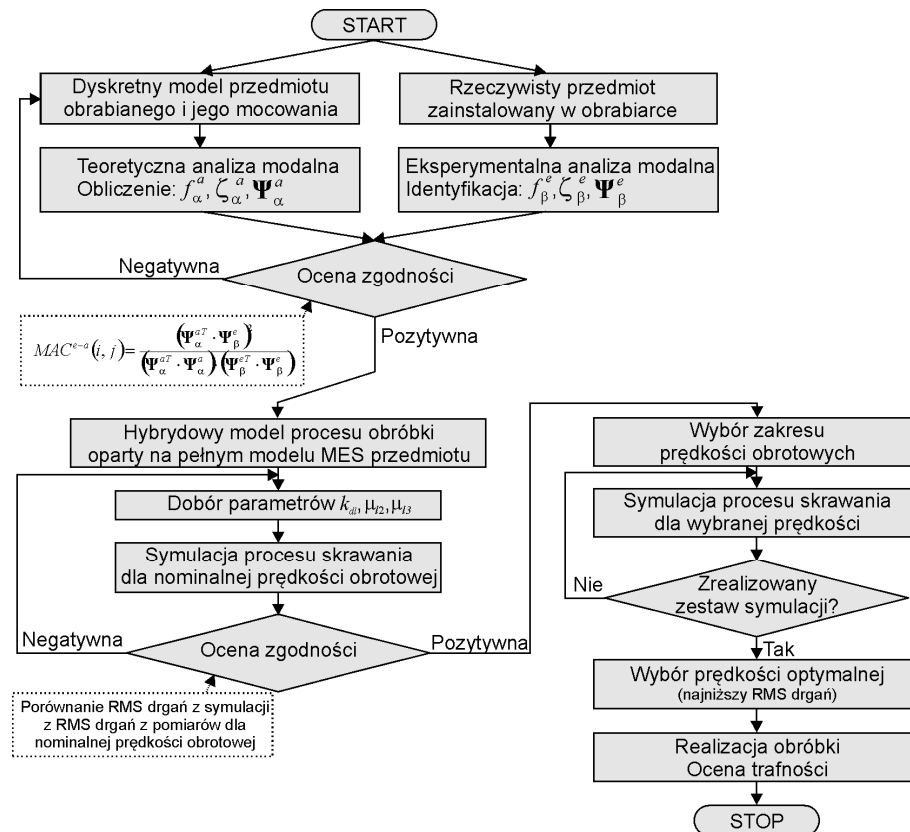 START
Dyskretny model przedmiotu
obrabianego i jego mocowania
Rzeczywisty przedmiot
zainstalowany w obrabiarce
Teoretyczna analiza modalna
Obliczenie: f_α^a, ζ_α^a, Ψ_α^a
Eksperymentalna analiza modalna
Identyfikacja: f_β^e, ζ_β^e, Ψ_β^e
Negatywna
Ocena zgodności
Pozytywna
MAC^{e-a}(i, j) = (Ψ_α^{aT} · Ψ_β^e)^2 / (Ψ_α^{aT} · Ψ_α^a) · (Ψ_β^{eT} · Ψ_β^e)
Hybrydowy model procesu obróbki
oparty na pełnym modelu MES przedmiotu
Dobór parametrów k_{dl}, μ_{l2}, μ_{l3}
Symulacja procesu skrawania
dla nominalnej prędkości obrotowej
Negatywna
Ocena zgodności
Pozytywna
Porównanie RMS drgań z symulacji
z RMS drgań z pomiarów dla
nominalnej prędkości obrotowej
Wybór zakresu
prędkości obrotowych
Symulacja procesu skrawania
dla wybranej prędkości
Nie
Zrealizowany
zestaw symulacji?
Tak
Wybór prędkości optymalnej
(najniższy RMS drgań)
Realizacja obróbki
Ocena trafności
STOP